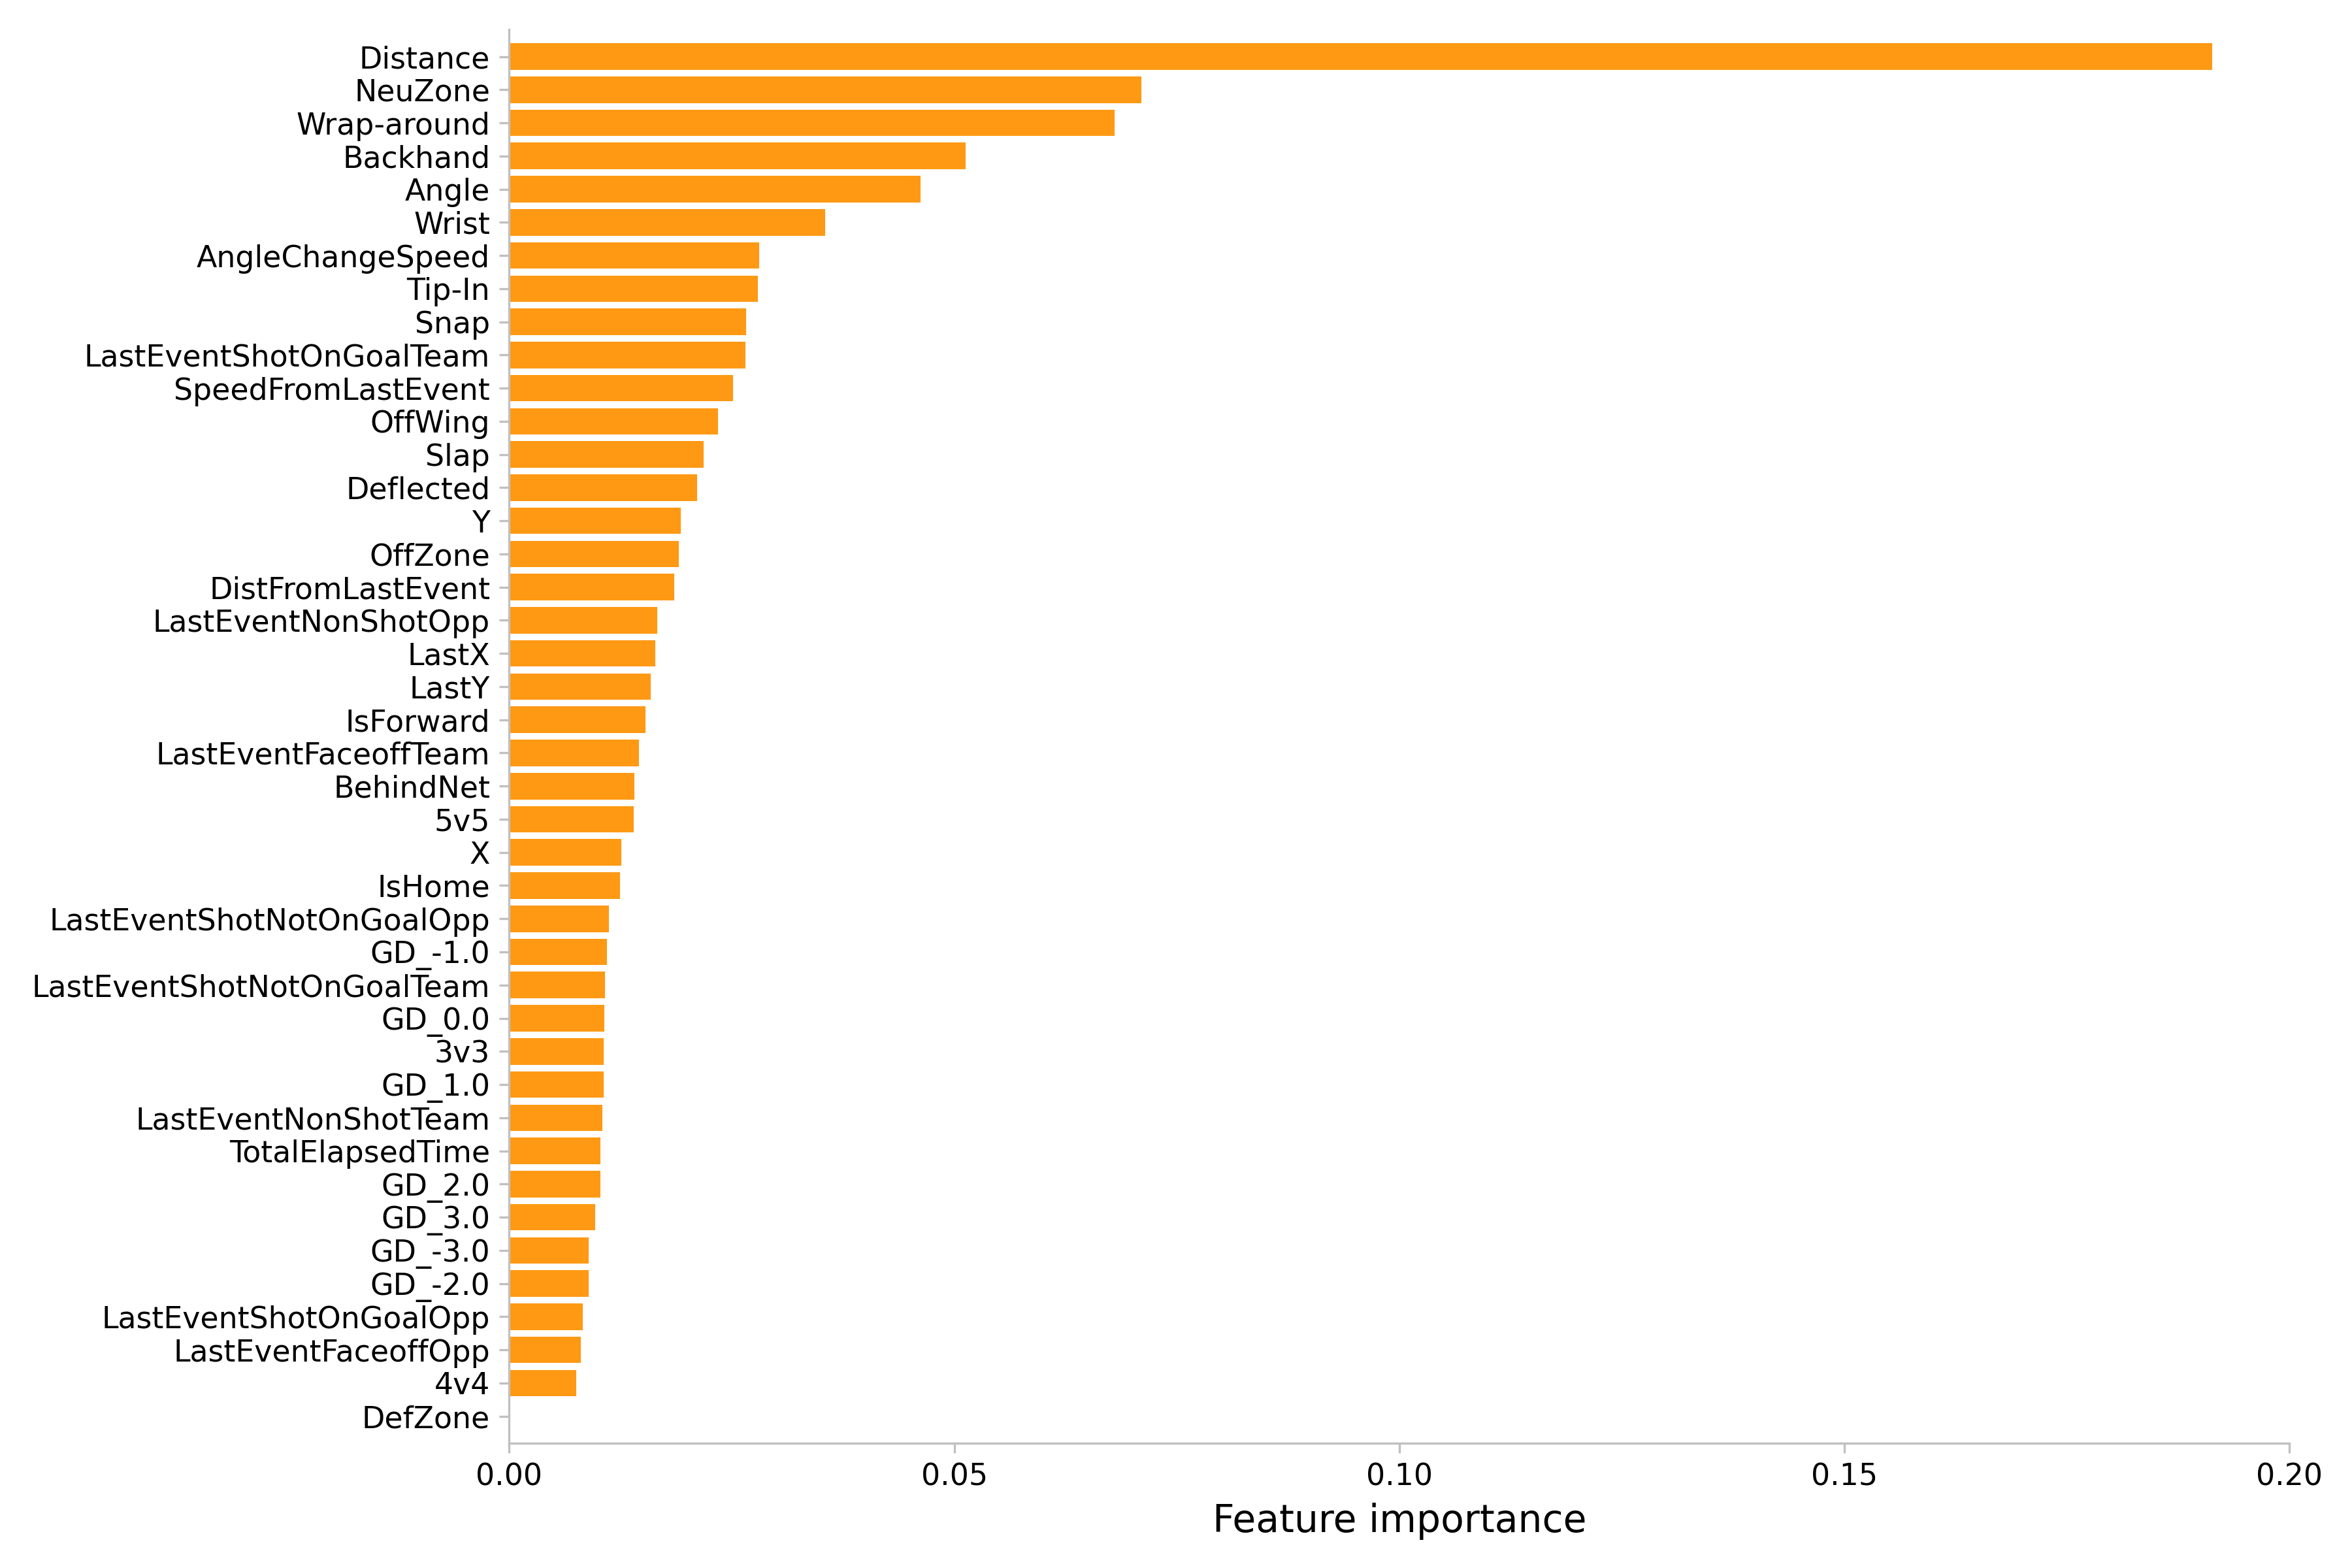 Distance
NeuZone
Wrap-around
Backhand
Angle
Wrist
AngleChangeSpeed
Tip-In
Snap
LastEventShotOnGoalTeam
SpeedFromLastEvent
OffWing
Slap
Deflected
Y
OffZone
DistFromLastEvent
LastEventNonShotOpp
LastX
LastY
IsForward
LastEventFaceoffTeam
BehindNet
5v5
X
IsHome
LastEventShotNotOnGoalOpp
GD_-1.0
LastEventShotNotOnGoalTeam
GD_0.0
3v3
GD_1.0
LastEventNonShotTeam
TotalElapsedTime
GD_2.0
GD_3.0
GD_-3.0
GD_-2.0
LastEventShotOnGoalOpp
LastEventFaceoffOpp
4v4
DefZone
0.00 0.05 0.10 0.15 0.20
Feature importance